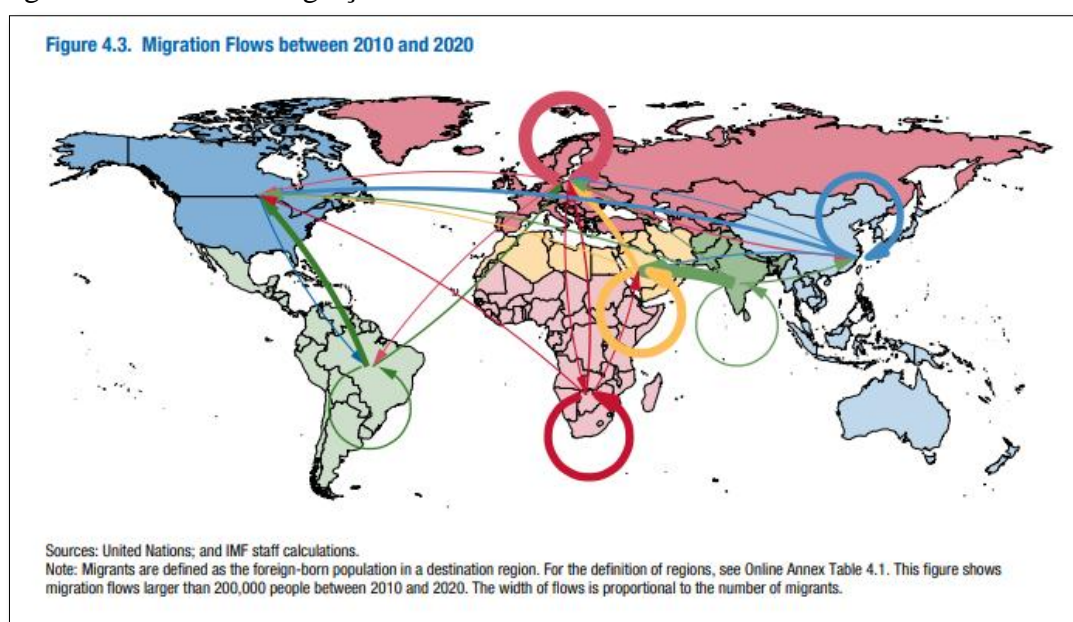 Figure 4.3. Migration Flows between 2010 and 2020
Sources: United Nations; and IMF staff calculations.
Note: Migrants are defined as the foreign-born population in a destination region. For the definition of regions, see Online Annex Table 4.1. This figure shows
migration flows larger than 200,000 people between 2010 and 2020. The width of flows is proportional to the number of migrants.